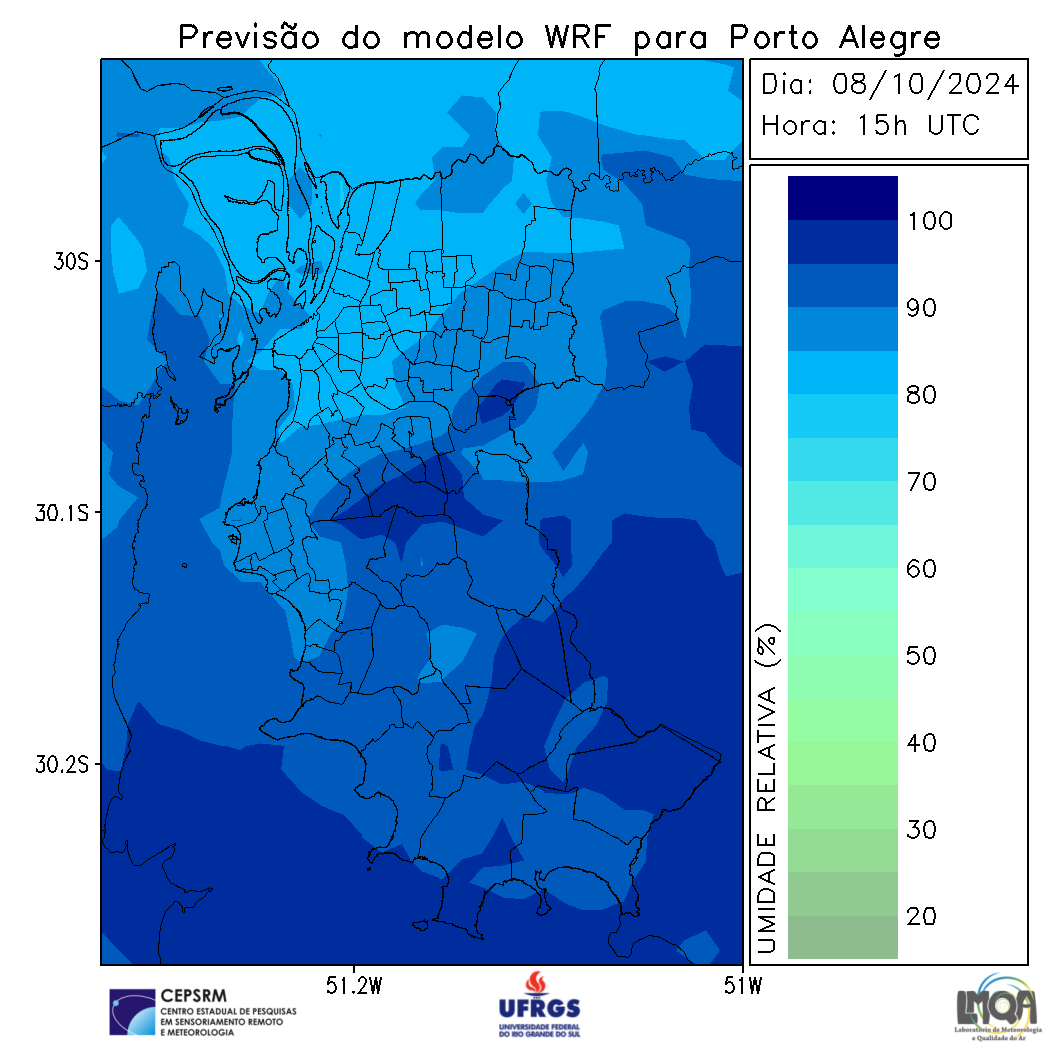 Previsão do modelo WRF para Porto Alegre
Dia: 08/10/2024
Hora: 15h UTC
100
90
80
70
60
50
40
30
20
UMIDADE RELATIVA (%)
30S
30.1S
30.2S
51.2W
51W
CEPSRM
CENTRO ESTADUAL DE PESQUISAS
EM SENSORIAMENTO REMOTO
E METEOROLOGIA
UFRGS
UNIVERSIDADE FEDERAL
DO RIO GRANDE DO SUL
LMQA
Laboratório de Meteorologia
e Qualidade do Ar